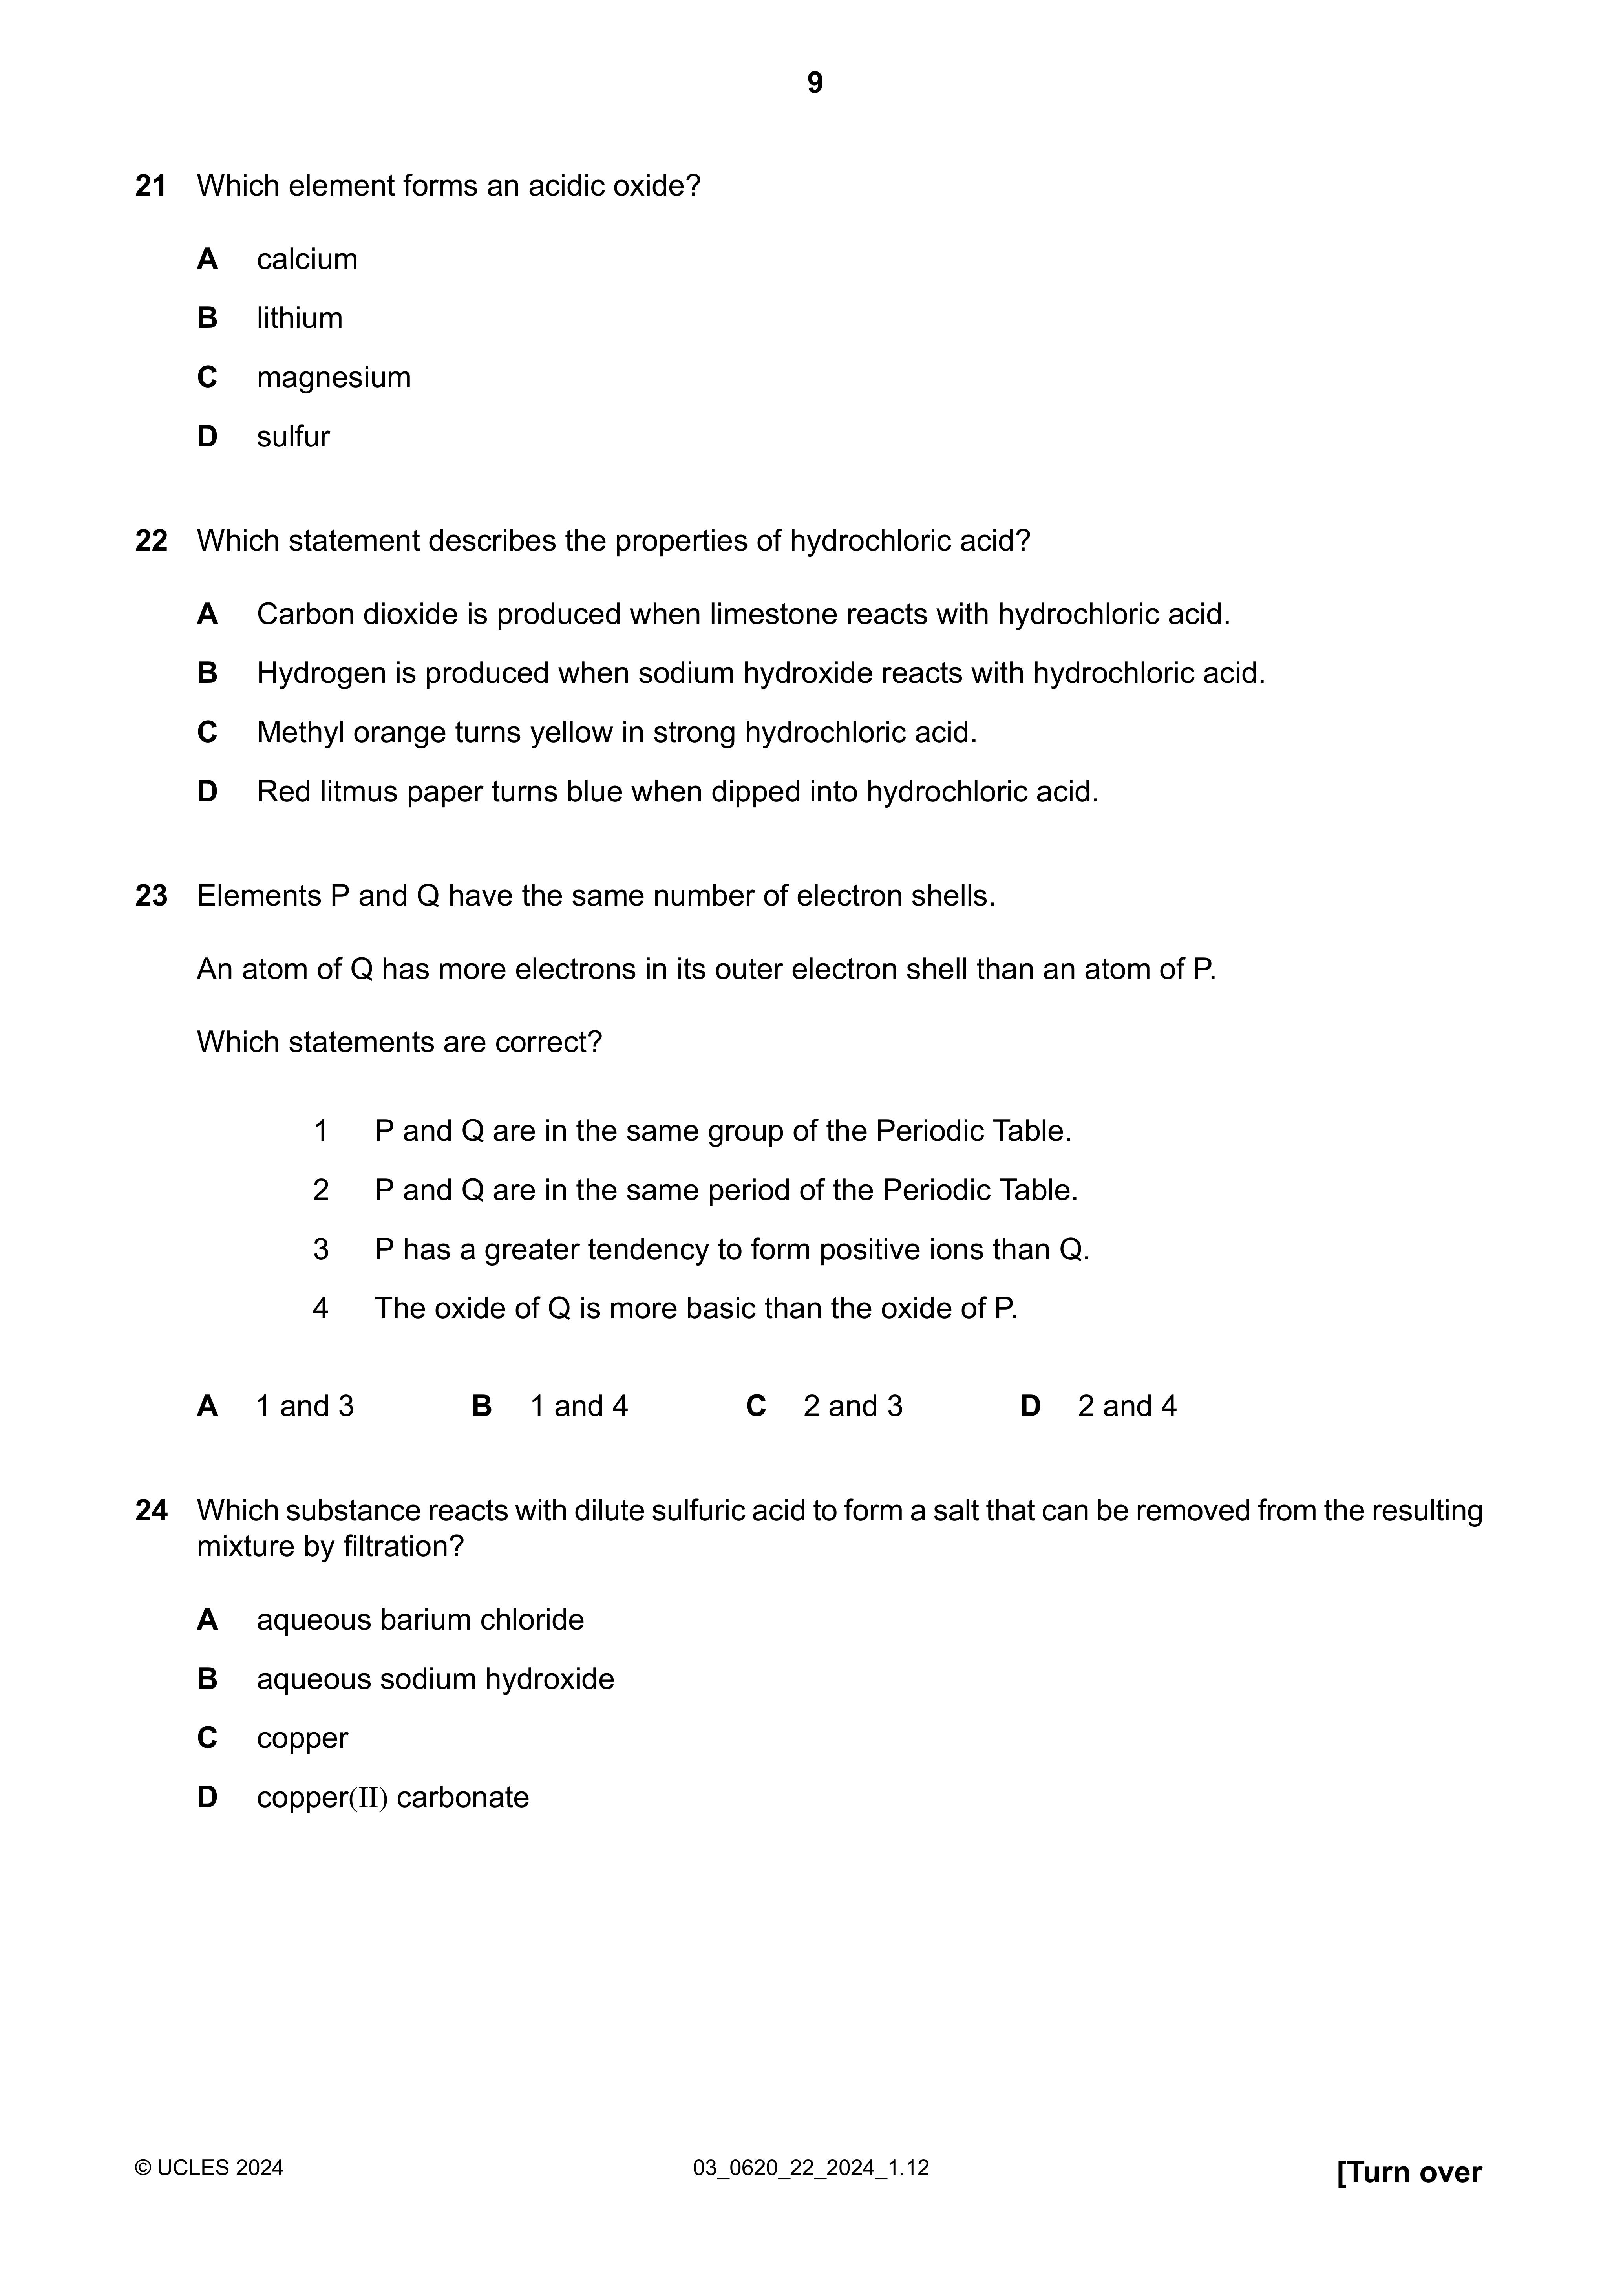 9
21 Which element forms an acidic oxide?
A calcium
B lithium
C magnesium
D sulfur
22 Which statement describes the properties of hydrochloric acid?
A Carbon dioxide is produced when limestone reacts with hydrochloric acid.
B Hydrogen is produced when sodium hydroxide reacts with hydrochloric acid.
C Methyl orange turns yellow in strong hydrochloric acid.
D Red litmus paper turns blue when dipped into hydrochloric acid.
23 Elements P and Q have the same number of electron shells.
An atom of Q has more electrons in its outer electron shell than an atom of P.
Which statements are correct?
1 P and Q are in the same group of the Periodic Table.
2 P and Q are in the same period of the Periodic Table.
3 P has a greater tendency to form positive ions than Q.
4 The oxide of Q is more basic than the oxide of P.
A 1 and 3 B 1 and 4 C 2 and 3 D 2 and 4
24 Which substance reacts with dilute sulfuric acid to form a salt that can be removed from the resulting
mixture by filtration?
A aqueous barium chloride
B aqueous sodium hydroxide
C copper
D copper(II) carbonate
© UCLES 2024 03_0620_22_2024_1.12 [Turn over